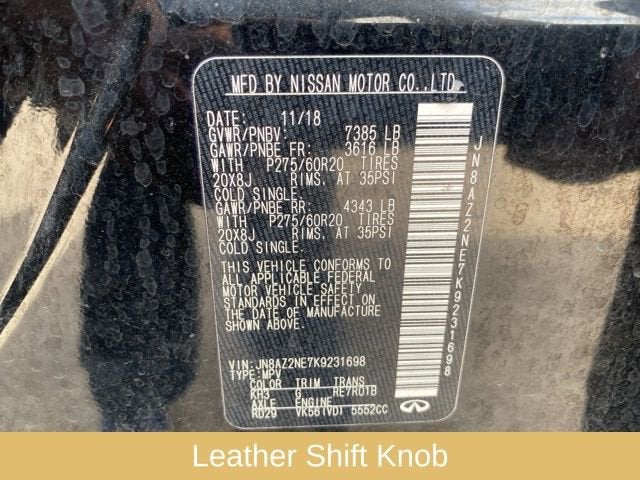 MFD BY NISSAN MOTOR CO.,LTD.
DATE: 11/18
GVWR/PNBV: 7385 LB
GAWR/PNBE FR: 3616 LB
WITH P275/60R20 TIRES
20X8J RIMS, AT 35PSI
COLD SINGLE
GAWR/PNBE RR: 4343 LB
WITH P275/60R20 TIRES
20X8J RIMS, AT 35PSI
COLD SINGLE.
THIS VEHICLE CONFORMS TO
ALL APPLICABLE FEDERAL
MOTOR VEHICLE SAFETY
STANDARDS IN EFFECT ON
THE DATE OF MANUFACTURE
SHOWN ABOVE.
VIN:JN8AZ2NE7K9231698
TYPE:MPV
COLOR TRIM TRANS
KH3 G RE7R01B
AXLE ENGINE
RD29 VK56(VD) 5552CC
JN8AZ2NE7K9231698
Leather Shift Knob